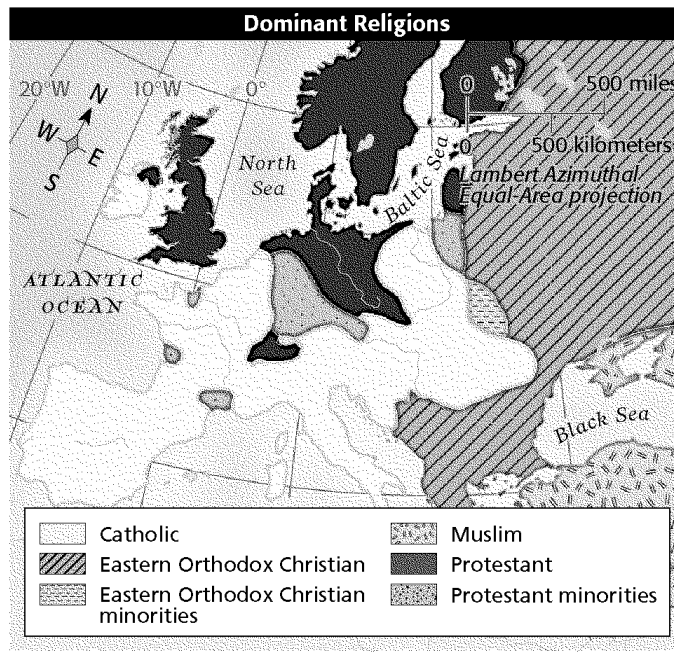 Dominant Religions
20°W
10°W
0°
0
500 miles
0
500 kilometers
Lambert Azimuthal
Equal-Area projection
N
W
E
S
North
Sea
Baltic Sea
ATLANTIC
OCEAN
Black Sea
Catholic
Eastern Orthodox Christian
Eastern Orthodox Christian
minorities
Muslim
Protestant
Protestant minorities